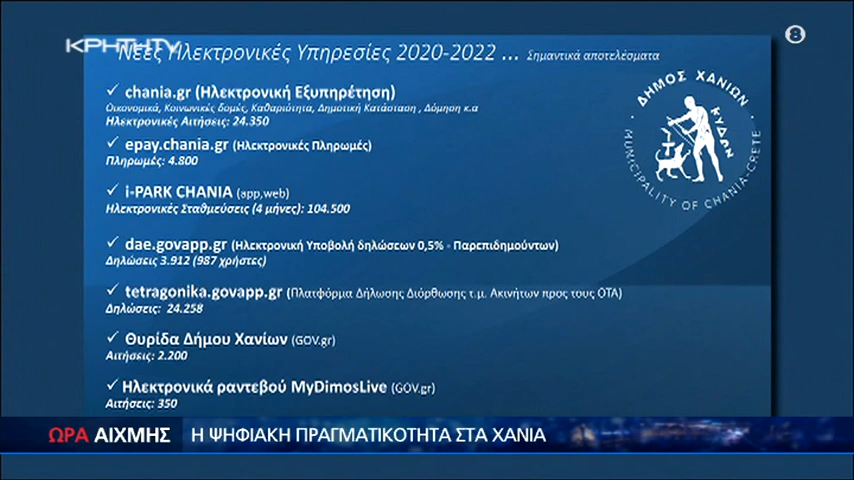 ΚΡΗΤΗTV
8
Νέες Ηλεκτρονικές Υπηρεσίες 2020-2022 ... Σημαντικά αποτελέσματα
✓ chania.gr (Ηλεκτρονική Εξυπηρέτηση)
Οικονομικά, Κοινωνικές δομές, Καθαριότητα, Δημοτική Κατάσταση , Δόμηση κ.α
Ηλεκτρονικές Αιτήσεις: 24.350
✓ epay.chania.gr (Ηλεκτρονικές Πληρωμές)
Πληρωμές: 4.800
✓ i-PARK CHANIA (app,web)
Ηλεκτρονικές Σταθμεύσεις (4 μήνες): 104.500
✓ dae.govapp.gr (Ηλεκτρονική Υποβολή δηλώσεων 0,5% - Παρεπιδημούντων)
Δηλώσεις 3.912 (987 χρήστες)
✓ tetragonika.govapp.gr (Πλατφόρμα Δήλωσης Διόρθωσης τ.μ. Ακινήτων προς τους ΟΤΑ)
Δηλώσεις: 24.258
✓ Θυρίδα Δήμου Χανίων (GOV.gr)
Αιτήσεις: 2.200
✓ Ηλεκτρονικά ραντεβού MyDimosLive (GOV.gr)
Αιτήσεις: 350
ΔΗΜΟΣ ΧΑΝΙΩΝ
ΚΥΔΩΝ
MUNICIPALITY OF CHANIA-CRETE
ΩΡΑ ΑΙΧΜΗΣ Η ΨΗΦΙΑΚΗ ΠΡΑΓΜΑΤΙΚΟΤΗΤΑ ΣΤΑ ΧΑΝΙΑ